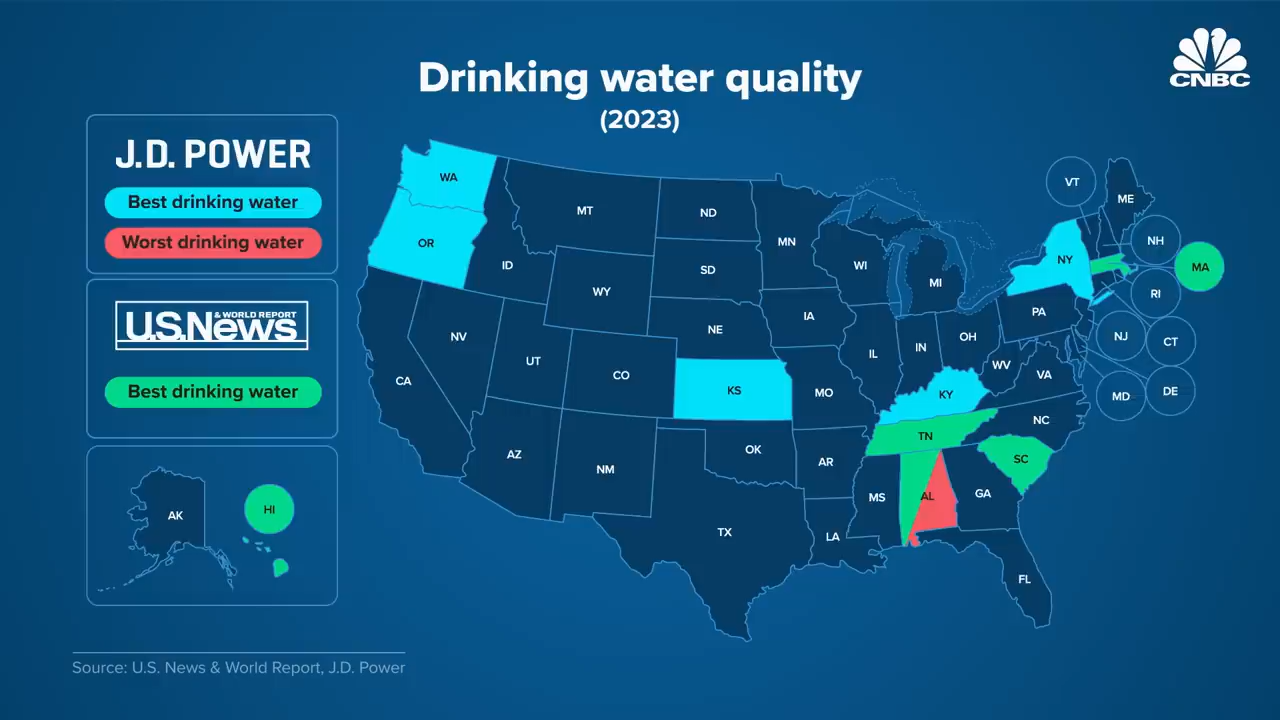 CNBC
Drinking water quality
(2023)
J.D. POWER
Best drinking water
Worst drinking water
U.S.News
& WORLD REPORT
Best drinking water
AK
HI
WA
OR
MT
ID
ND
SD
WY
NE
NV
UT
CO
CA
AZ
NM
KS
OK
TX
MN
IA
MO
AR
LA
WI
IL
MI
IN
OH
KY
TN
MS
AL
GA
FL
SC
NC
VA
WV
PA
NY
VT
ME
NH
MA
RI
NJ
CT
MD
DE
Source: U.S. News & World Report, J.D. Power